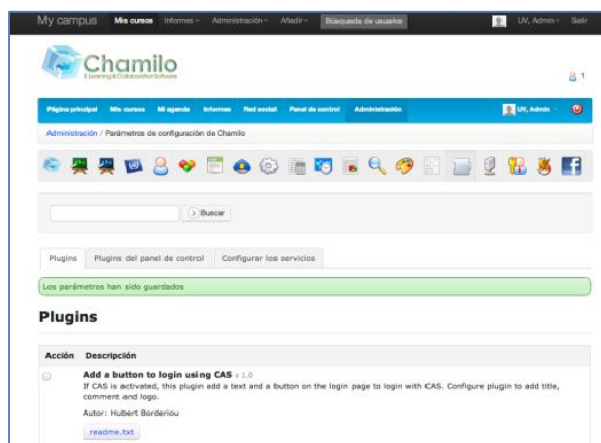 My campus Mis cursos Informes Administración Añadir Búsqueda de usuarios UV, Admin Salir
Chamilo
E-Learning & Collaboration Software
1
Página principal Mis cursos Mi agenda Informes Red social Panel de control Administración UV, Admin
Administración / Parámetros de configuración de Chamilo
Buscar
Plugins Plugins del panel de control Configurar los servicios
Los parámetros han sido guardados
Plugins
Acción Descripción
Add a button to login using CAS v 1.0
If CAS is activated, this plugin add a text and a button on the login page to login with CAS. Configure plugin to add title,
comment and logo.
Autor: Hubert Borderiou
readme.txt